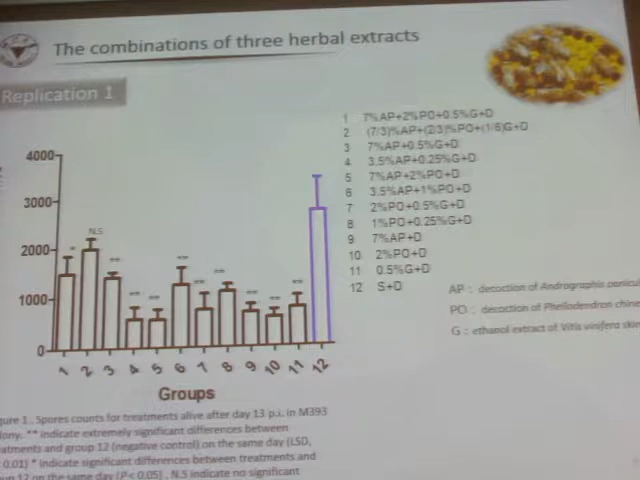 The combinations of three herbal extracts
Replication 1
1 7%AP+2%PO+0.5%G+D
2 (7/3)%AP+(2/3)%PO+(1/6)G+D
3 7%AP+0.5%G+D
4 3.5%AP+0.25%G+D
5 7%AP+2%PO+D
6 3.5%AP+1%PO+D
7 2%PO+0.5%G+D
8 1%PO+0.25%G+D
9 7%AP+D
10 2%PO+D
11 0.5%G+D
12 S+D
AP : decoction of Andrographis
PO : decoction of Phellodendron
G : ethanol extract of Vitis vinifera
4000
3000
2000
1000
0
* N.S ** ** ** ** ** ** ** ** **
1 2 3 4 5 6 7 8 9 10 11 12
Groups
1. Spores counts for treatments alive after day 13 p.i. in M393
** indicate extremely significant differences between
and group 12 (negative control) on the same day (LSD,
0.01) * indicate significant differences between treatments and
12 on the same day (P< 0.05) . N.S indicate no significant